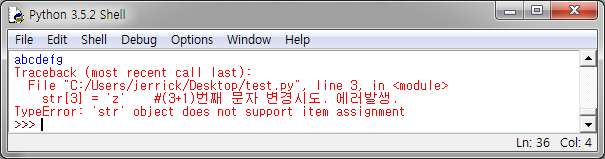 Python 3.5.2 Shell
File Edit Shell Debug Options Window Help
abcdefg
Traceback (most recent call last):
  File "C:/Users/jerrick/Desktop/test.py", line 3, in <module>
    str[3] = 'z'    #(3+1)번째 문자 변경시도. 에러발생.
TypeError: 'str' object does not support item assignment
>>>
Ln: 36 Col: 4